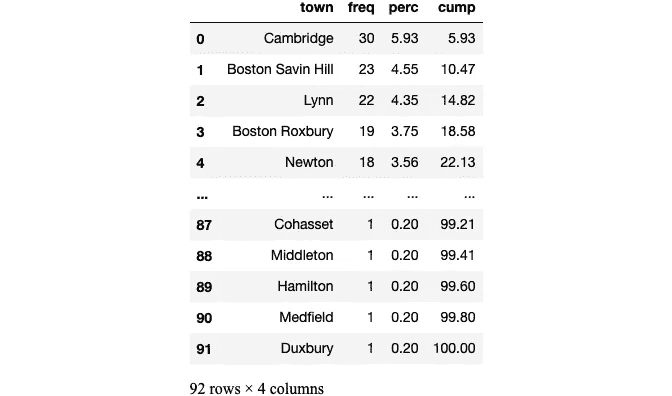 town freq perc cump
0 Cambridge 30 5.93 5.93
1 Boston Savin Hill 23 4.55 10.47
2 Lynn 22 4.35 14.82
3 Boston Roxbury 19 3.75 18.58
4 Newton 18 3.56 22.13
... ... ... ... ...
87 Cohasset 1 0.20 99.21
88 Middleton 1 0.20 99.41
89 Hamilton 1 0.20 99.60
90 Medfield 1 0.20 99.80
91 Duxbury 1 0.20 100.00
92 rows × 4 columns